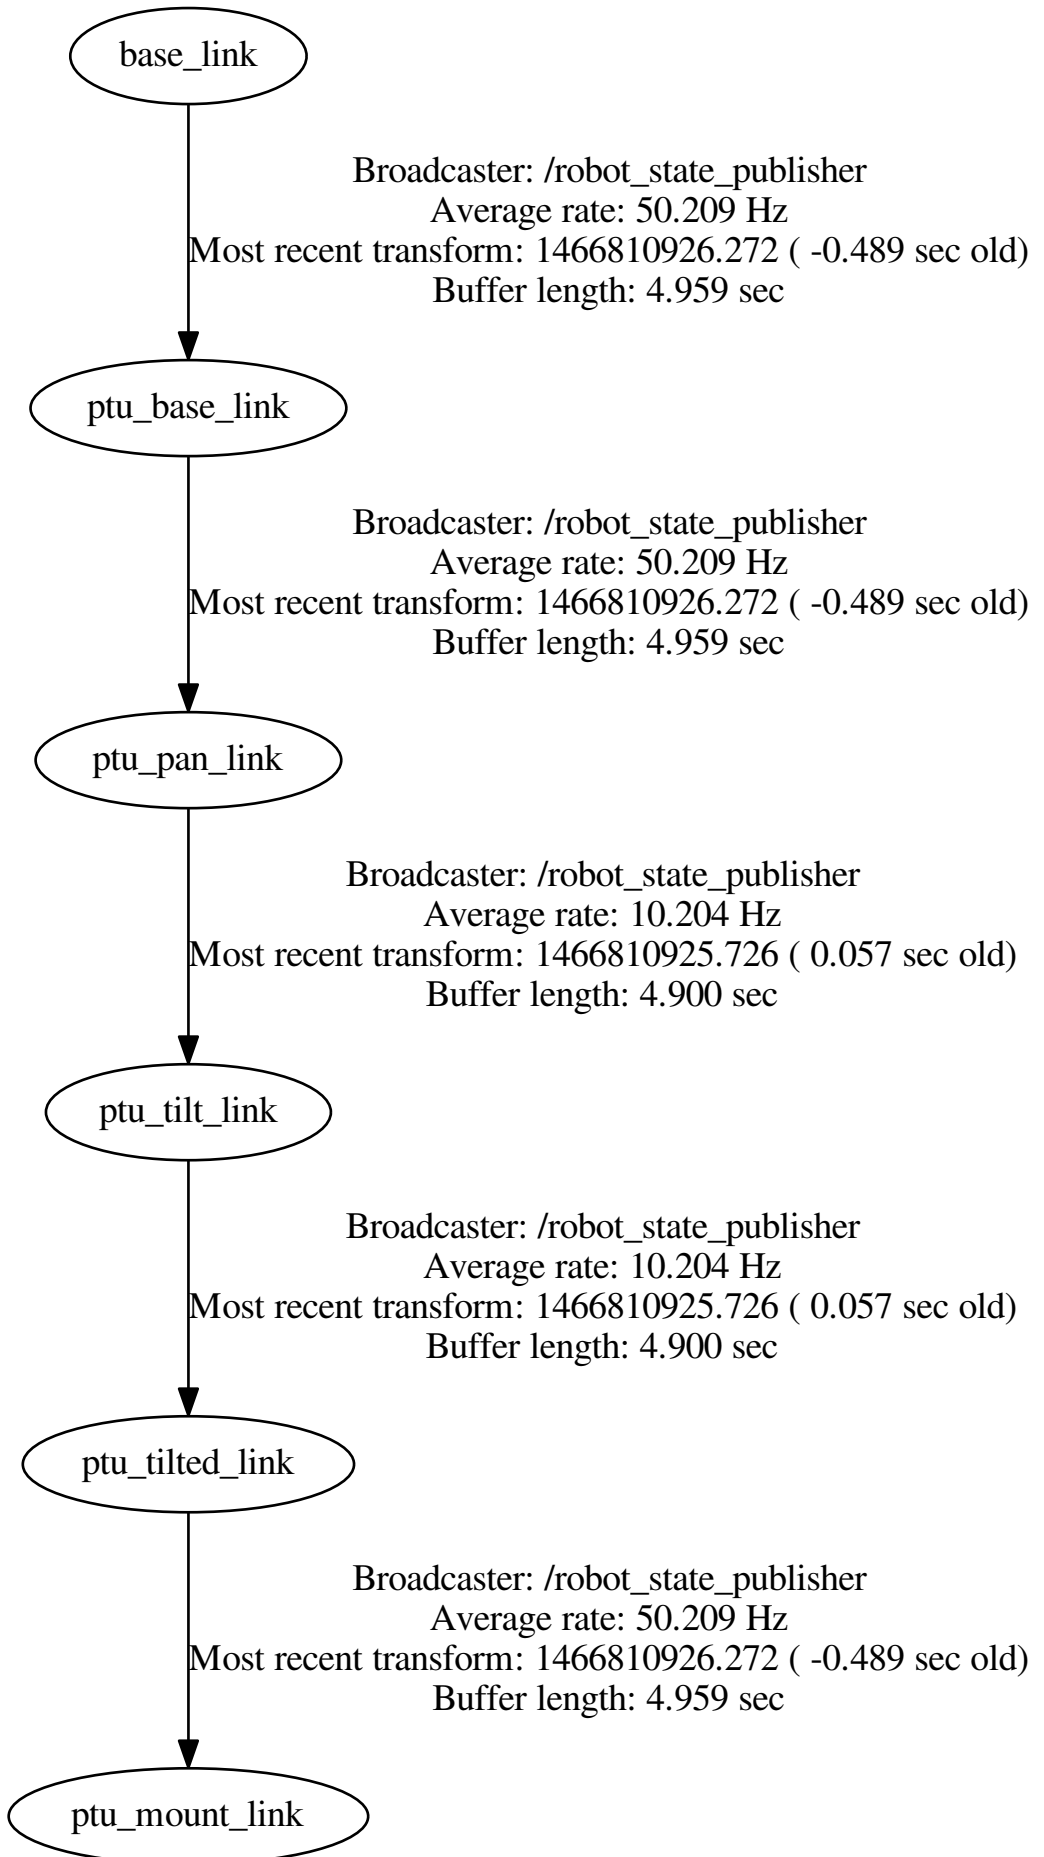 base_link
Broadcaster: /robot_state_publisher
Average rate: 50.209 Hz
Most recent transform: 1466810926.272 ( -0.489 sec old)
Buffer length: 4.959 sec
ptu_base_link
Broadcaster: /robot_state_publisher
Average rate: 50.209 Hz
Most recent transform: 1466810926.272 ( -0.489 sec old)
Buffer length: 4.959 sec
ptu_pan_link
Broadcaster: /robot_state_publisher
Average rate: 10.204 Hz
Most recent transform: 1466810925.726 ( 0.057 sec old)
Buffer length: 4.900 sec
ptu_tilt_link
Broadcaster: /robot_state_publisher
Average rate: 10.204 Hz
Most recent transform: 1466810925.726 ( 0.057 sec old)
Buffer length: 4.900 sec
ptu_tilted_link
Broadcaster: /robot_state_publisher
Average rate: 50.209 Hz
Most recent transform: 1466810926.272 ( -0.489 sec old)
Buffer length: 4.959 sec
ptu_mount_link